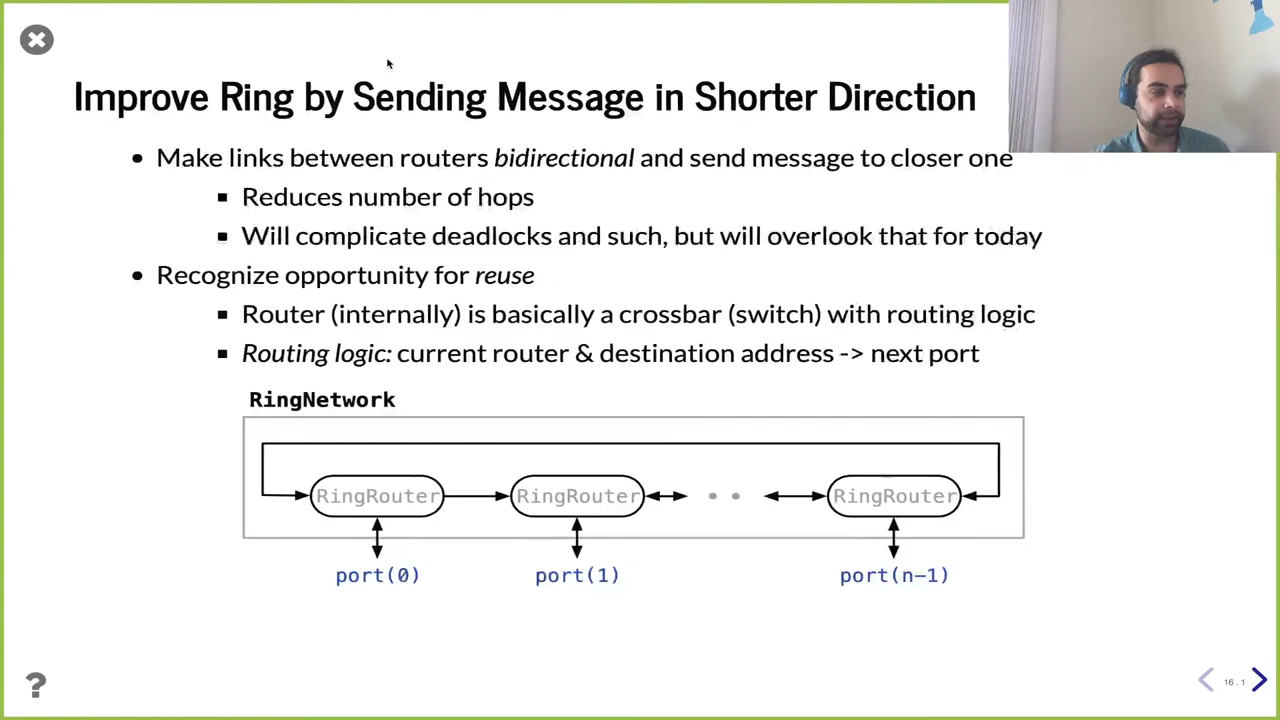 Improve Ring by Sending Message in Shorter Direction
Make links between routers bidirectional and send message to closer one
Reduces number of hops
Will complicate deadlocks and such, but will overlook that for today
Recognize opportunity for reuse
Router (internally) is basically a crossbar (switch) with routing logic
Routing logic: current router & destination address -> next port
RingNetwork
RingRouter RingRouter RingRouter
port(0) port(1) port(n-1)
? 16.1